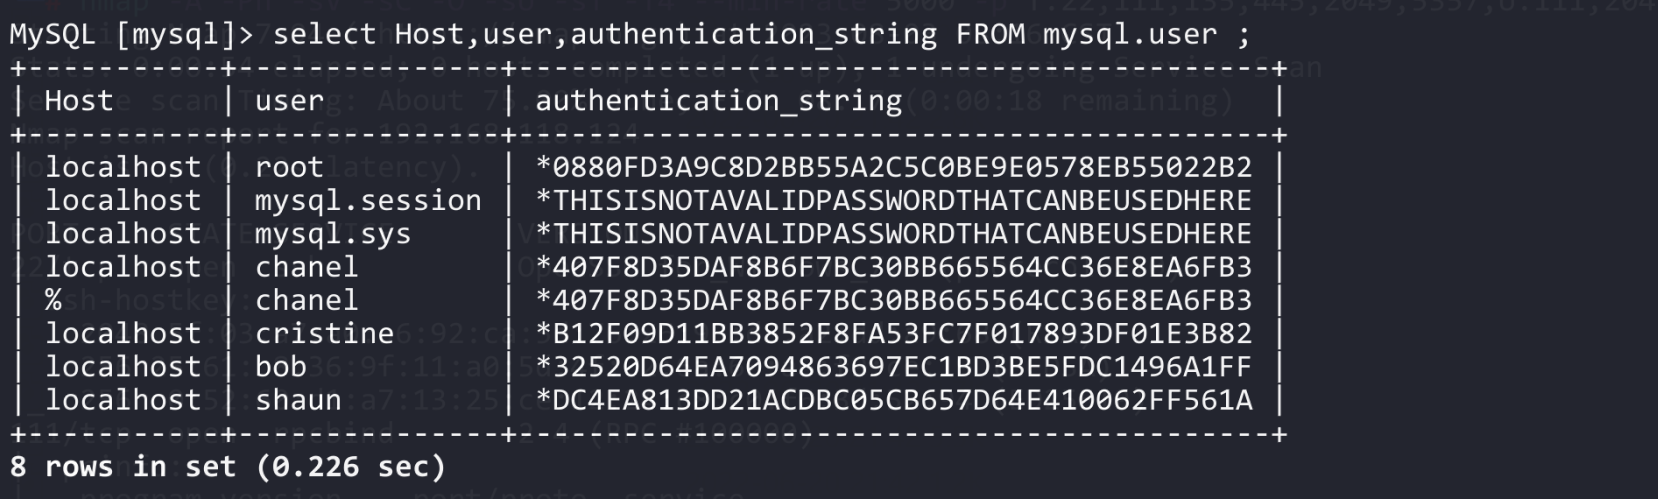 MySQL [mysql]> select Host,user,authentication_string FROM mysql.user ;
+-----------+---------------+-------------------------------------------+
| Host      | user          | authentication_string                     |
+-----------+---------------+-------------------------------------------+
| localhost | root          | *0880FD3A9C8D2BB55A2C5C0BE9E0578EB55022B2 |
| localhost | mysql.session | *THISISNOTAVALIDPASSWORDTHATCANBEUSEDHERE |
| localhost | mysql.sys     | *THISISNOTAVALIDPASSWORDTHATCANBEUSEDHERE |
| localhost | chanel        | *407F8D35DAF8B6F7BC30BB665564CC36E8EA6FB3 |
| %         | chanel        | *407F8D35DAF8B6F7BC30BB665564CC36E8EA6FB3 |
| localhost | cristine      | *B12F09D11BB3852F8FA53FC7F017893DF01E3B82 |
| localhost | bob           | *32520D64EA7094863697EC1BD3BE5FDC1496A1FF |
| localhost | shaun         | *DC4EA813DD21ACDBC05CB657D64E410062FF561A |
+-----------+---------------+-------------------------------------------+
8 rows in set (0.226 sec)